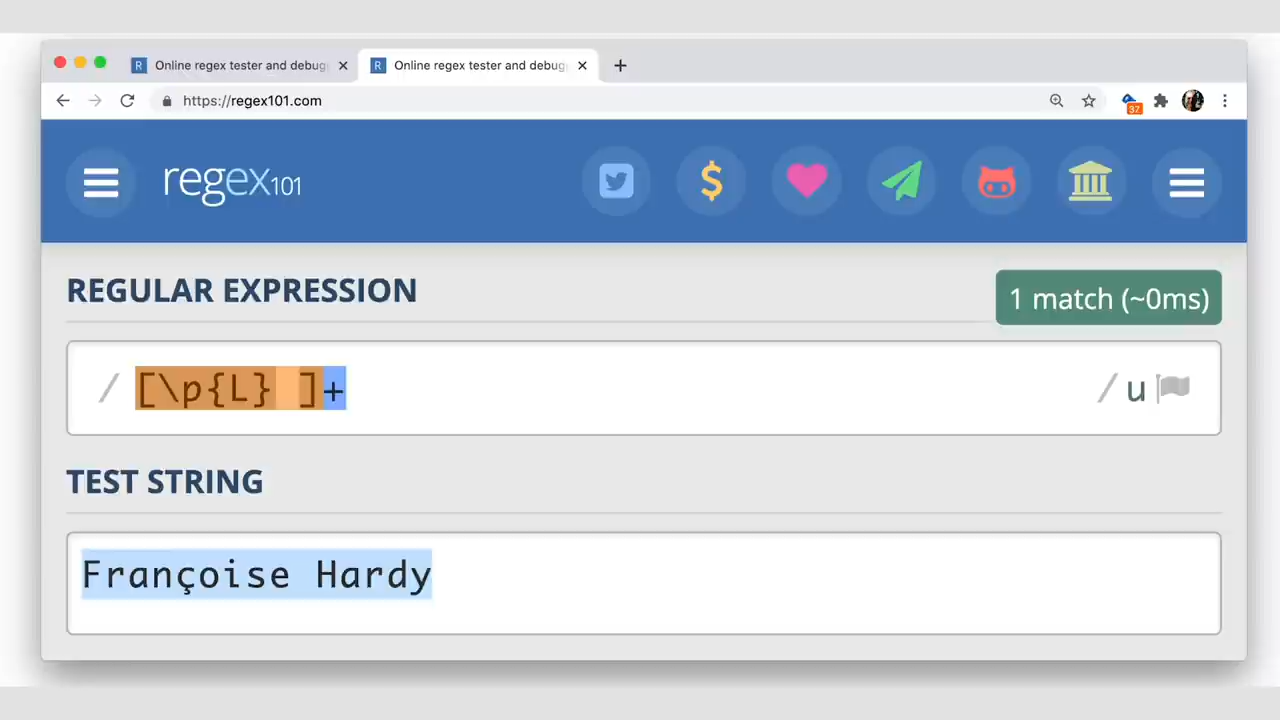 Online regex tester and debug
Online regex tester and debug
https://regex101.com
37
regex101
REGULAR EXPRESSION
1 match (~0ms)
/ [\p{L} ]+ / u
TEST STRING
Françoise Hardy